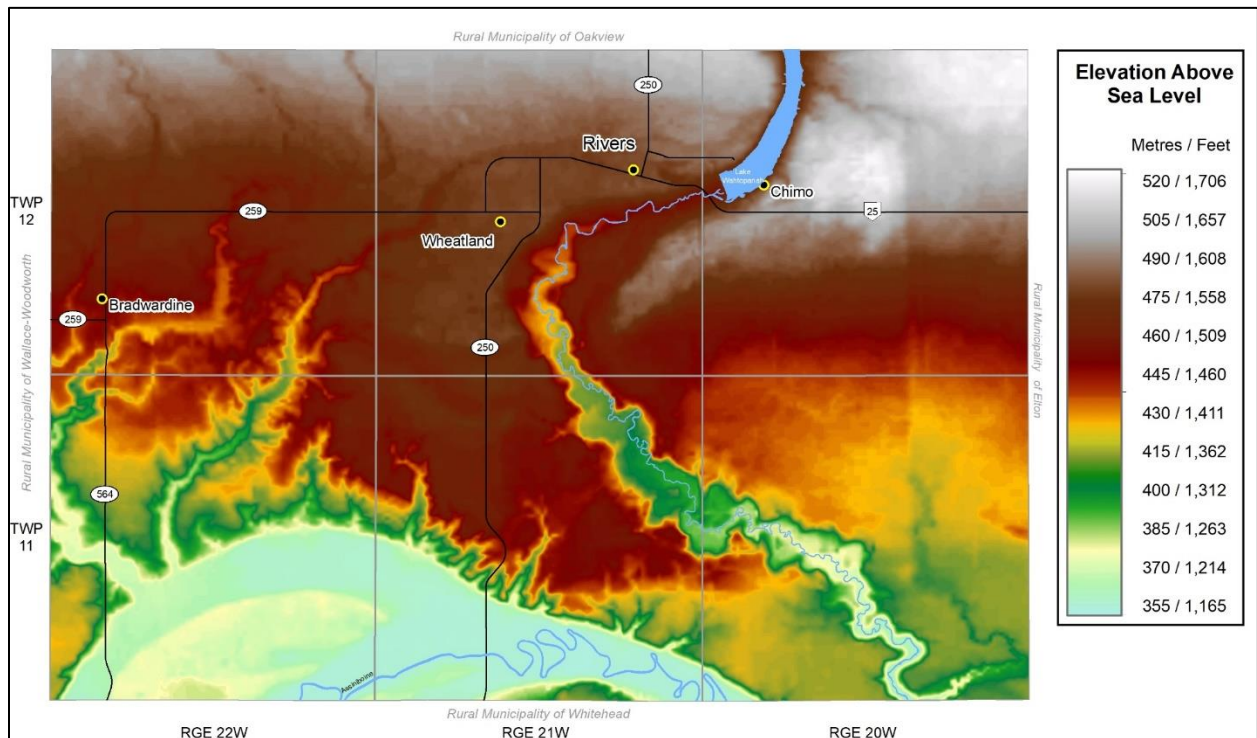 Rural Municipality of Oakview
250
Rivers
Lake
Wahtopanah
Chimo
TWP
12
259
25
Wheatland
Bradwardine
259
250
Rural Municipality of Wallace-Woodworth
Rural Municipality of Elton
564
TWP
11
Assiniboine
Rural Municipality of Whitehead
RGE 22W
RGE 21W
RGE 20W
Elevation Above
Sea Level
Metres / Feet
520 / 1,706
505 / 1,657
490 / 1,608
475 / 1,558
460 / 1,509
445 / 1,460
430 / 1,411
415 / 1,362
400 / 1,312
385 / 1,263
370 / 1,214
355 / 1,165